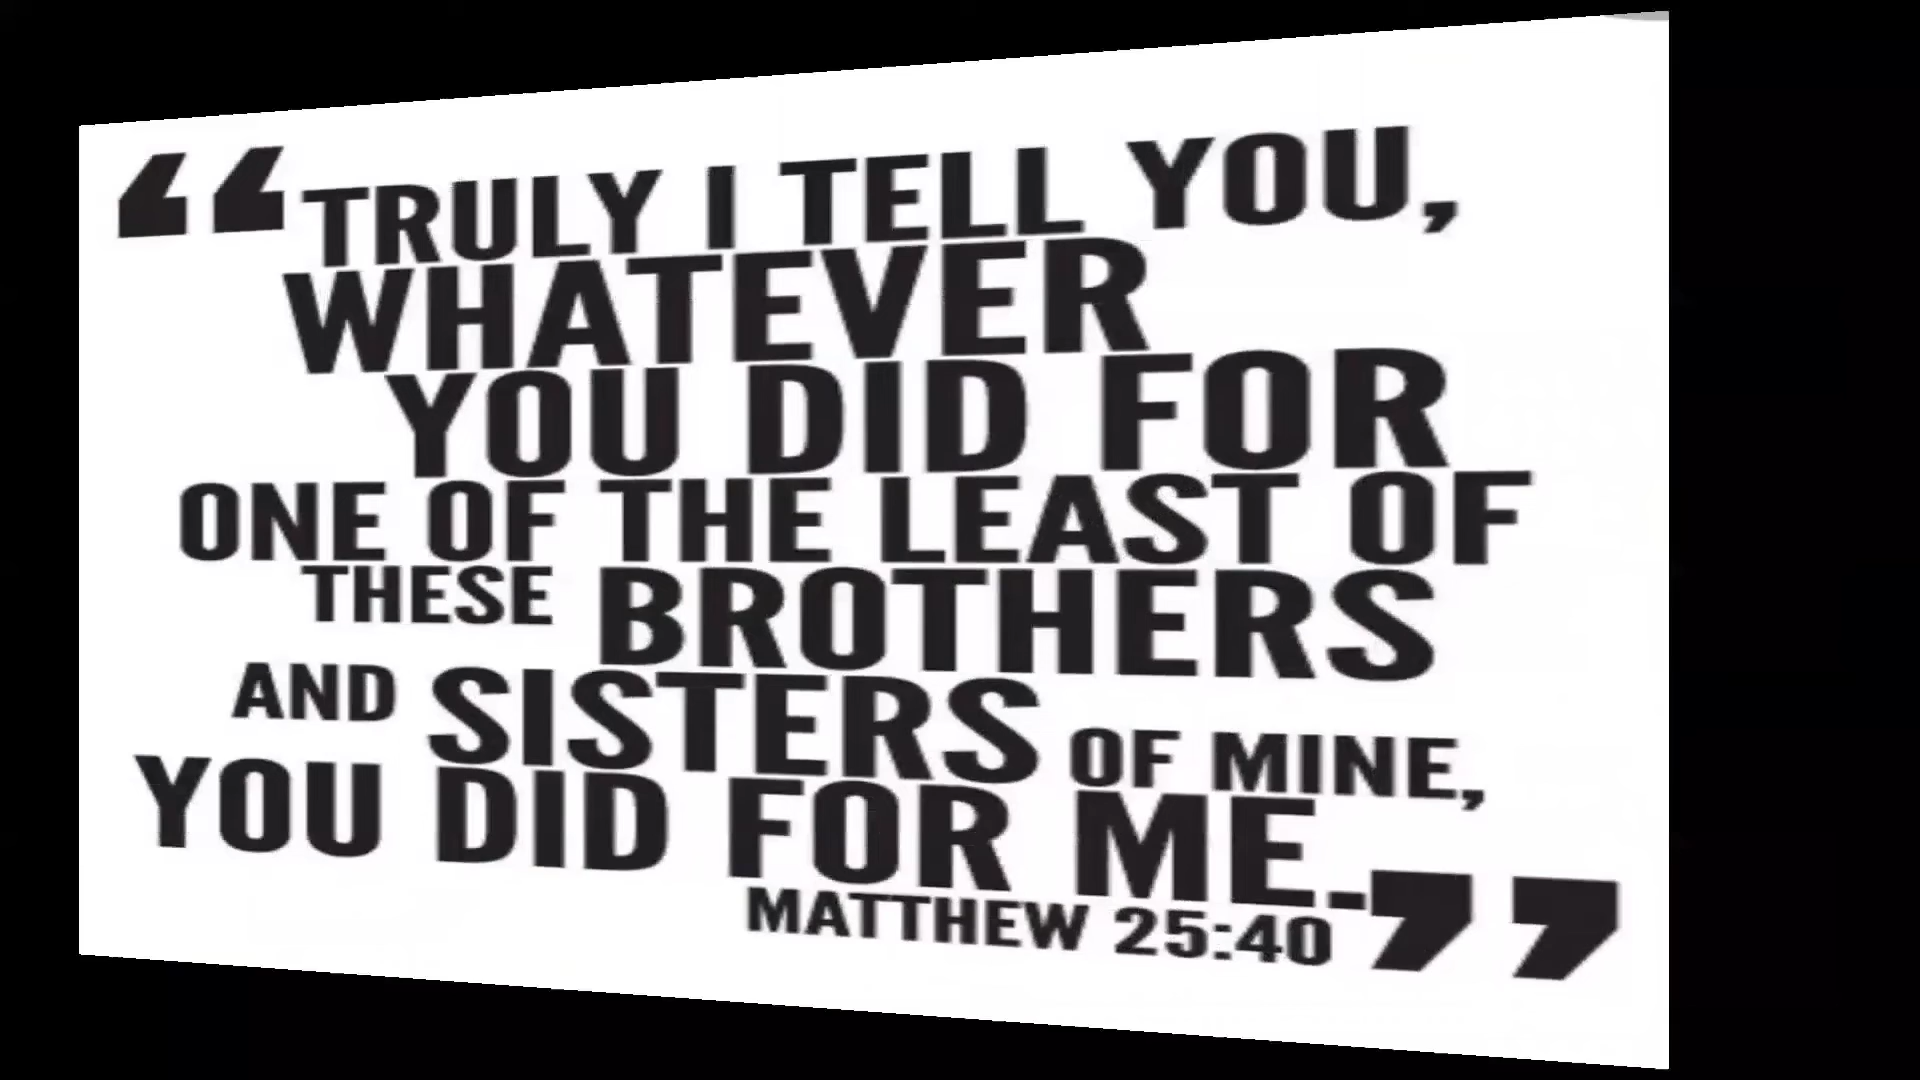 “TRULY I TELL YOU,
WHATEVER
YOU DID FOR
ONE OF THE LEAST OF
THESE BROTHERS
AND SISTERS OF MINE,
YOU DID FOR ME.”
MATTHEW 25:40